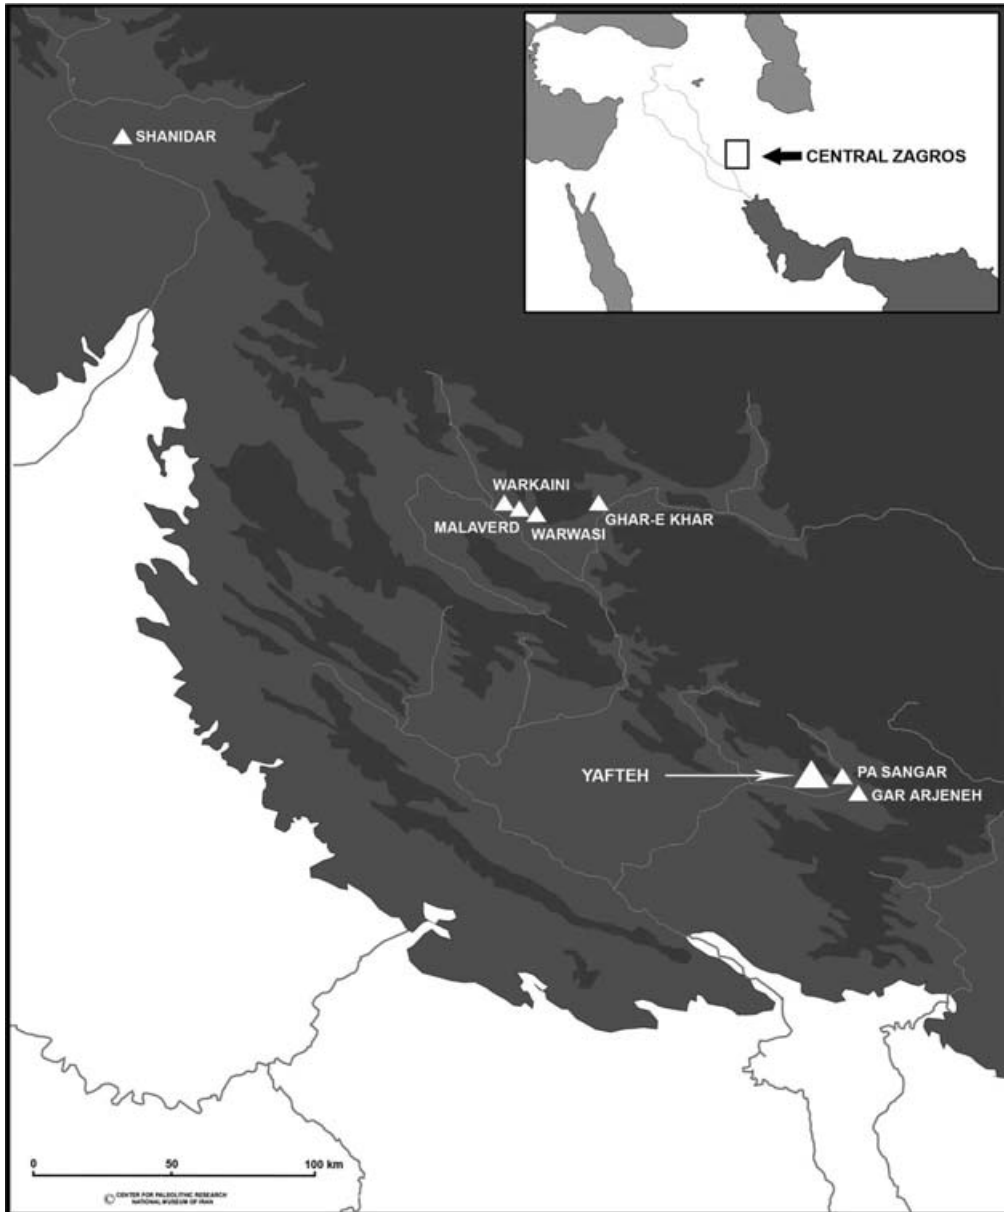 SHANIDAR
CENTRAL ZAGROS
WARKAINI
MALAVERD
WARWASI
GHAR-E KHAR
YAFTEH
PA SANGAR
GAR ARJENEH
0 50 100 km
© CENTER FOR PALEOLITHIC RESEARCH
NATIONAL MUSEUM OF IRAN